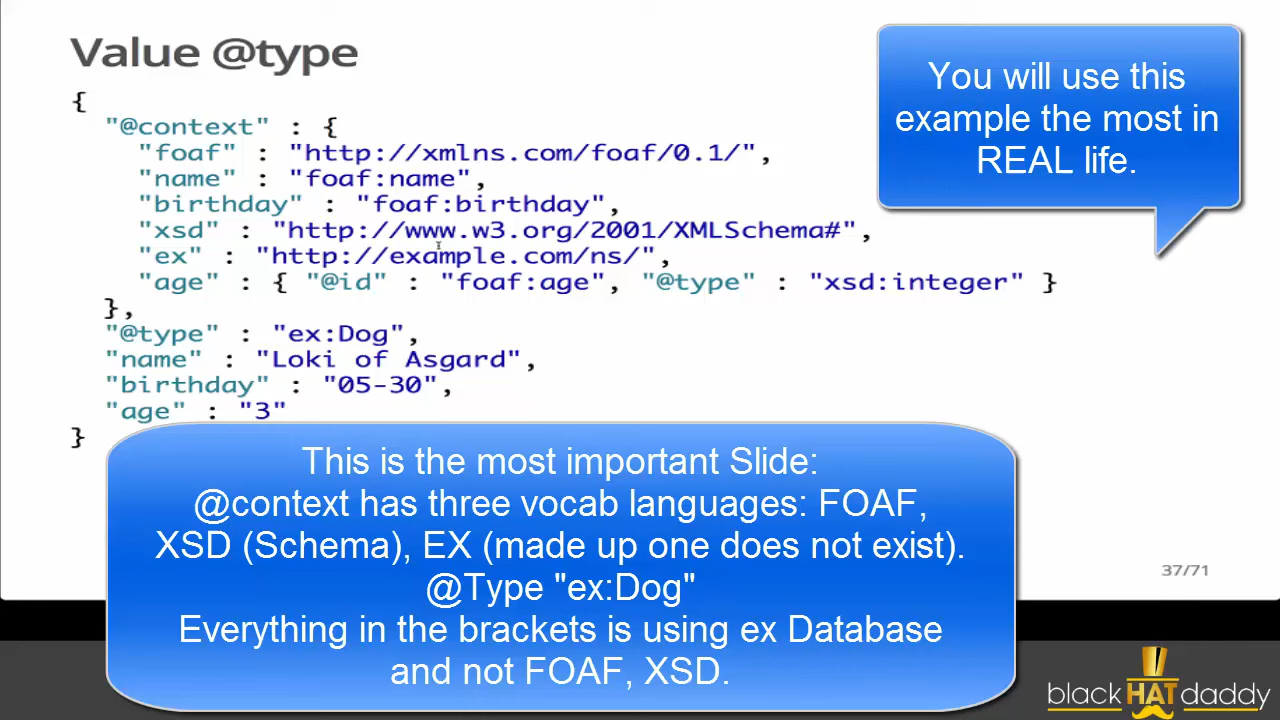 Value @type
{
"@context" : {
"foaf" : "http://xmlns.com/foaf/0.1/",
"name" : "foaf:name",
"birthday" : "foaf:birthday",
"xsd" : "http://www.w3.org/2001/XMLSchema#",
"ex" : "http://example.com/ns/",
"age" : { "@id" : "foaf:age", "@type" : "xsd:integer" }
},
"@type" : "ex:Dog",
"name" : "Loki of Asgard",
"birthday" : "05-30",
"age" : "3"
}
You will use this
example the most in
REAL life.
This is the most important Slide:
@context has three vocab languages: FOAF,
XSD (Schema), EX (made up one does not exist).
@Type "ex:Dog"
Everything in the brackets is using ex Database
and not FOAF, XSD.
37/71
blackHATdaddy